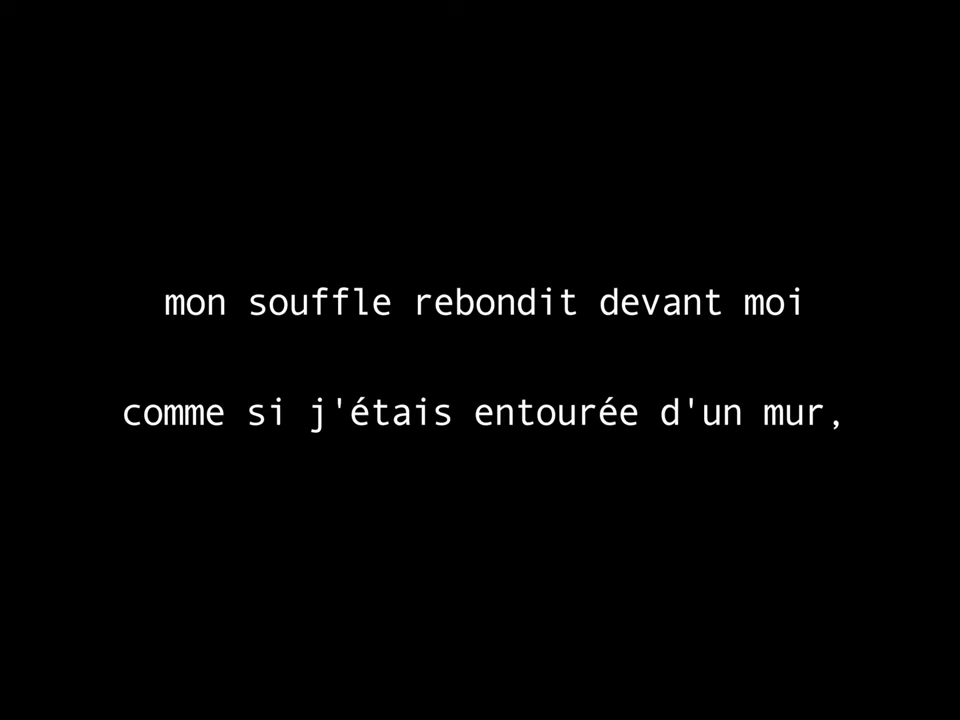 mon souffle rebondit devant moi
comme si j'étais entourée d'un mur,